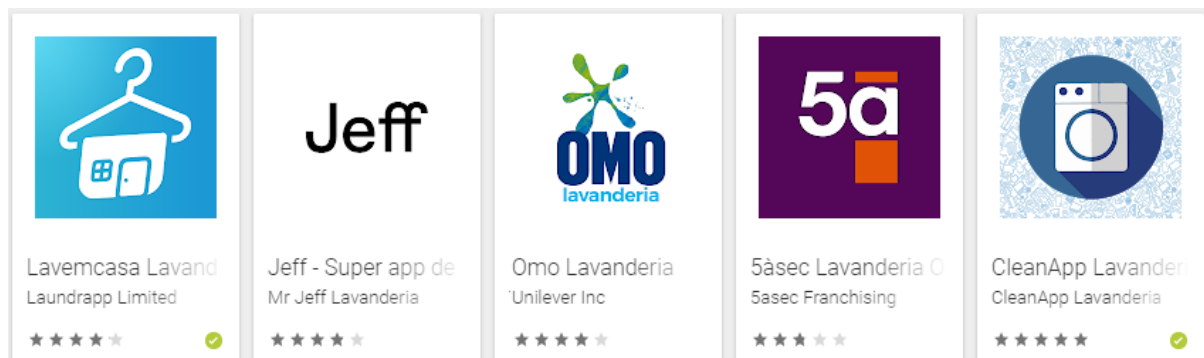 Jeff
OMO
lavanderia
5a
Lavemcasa Lavand
Laundrapp Limited
Jeff - Super app de
Mr Jeff Lavanderia
Omo Lavanderia
Unilever Inc
5àsec Lavanderia O
5asec Franchising
CleanApp Lavanderi
CleanApp Lavanderia